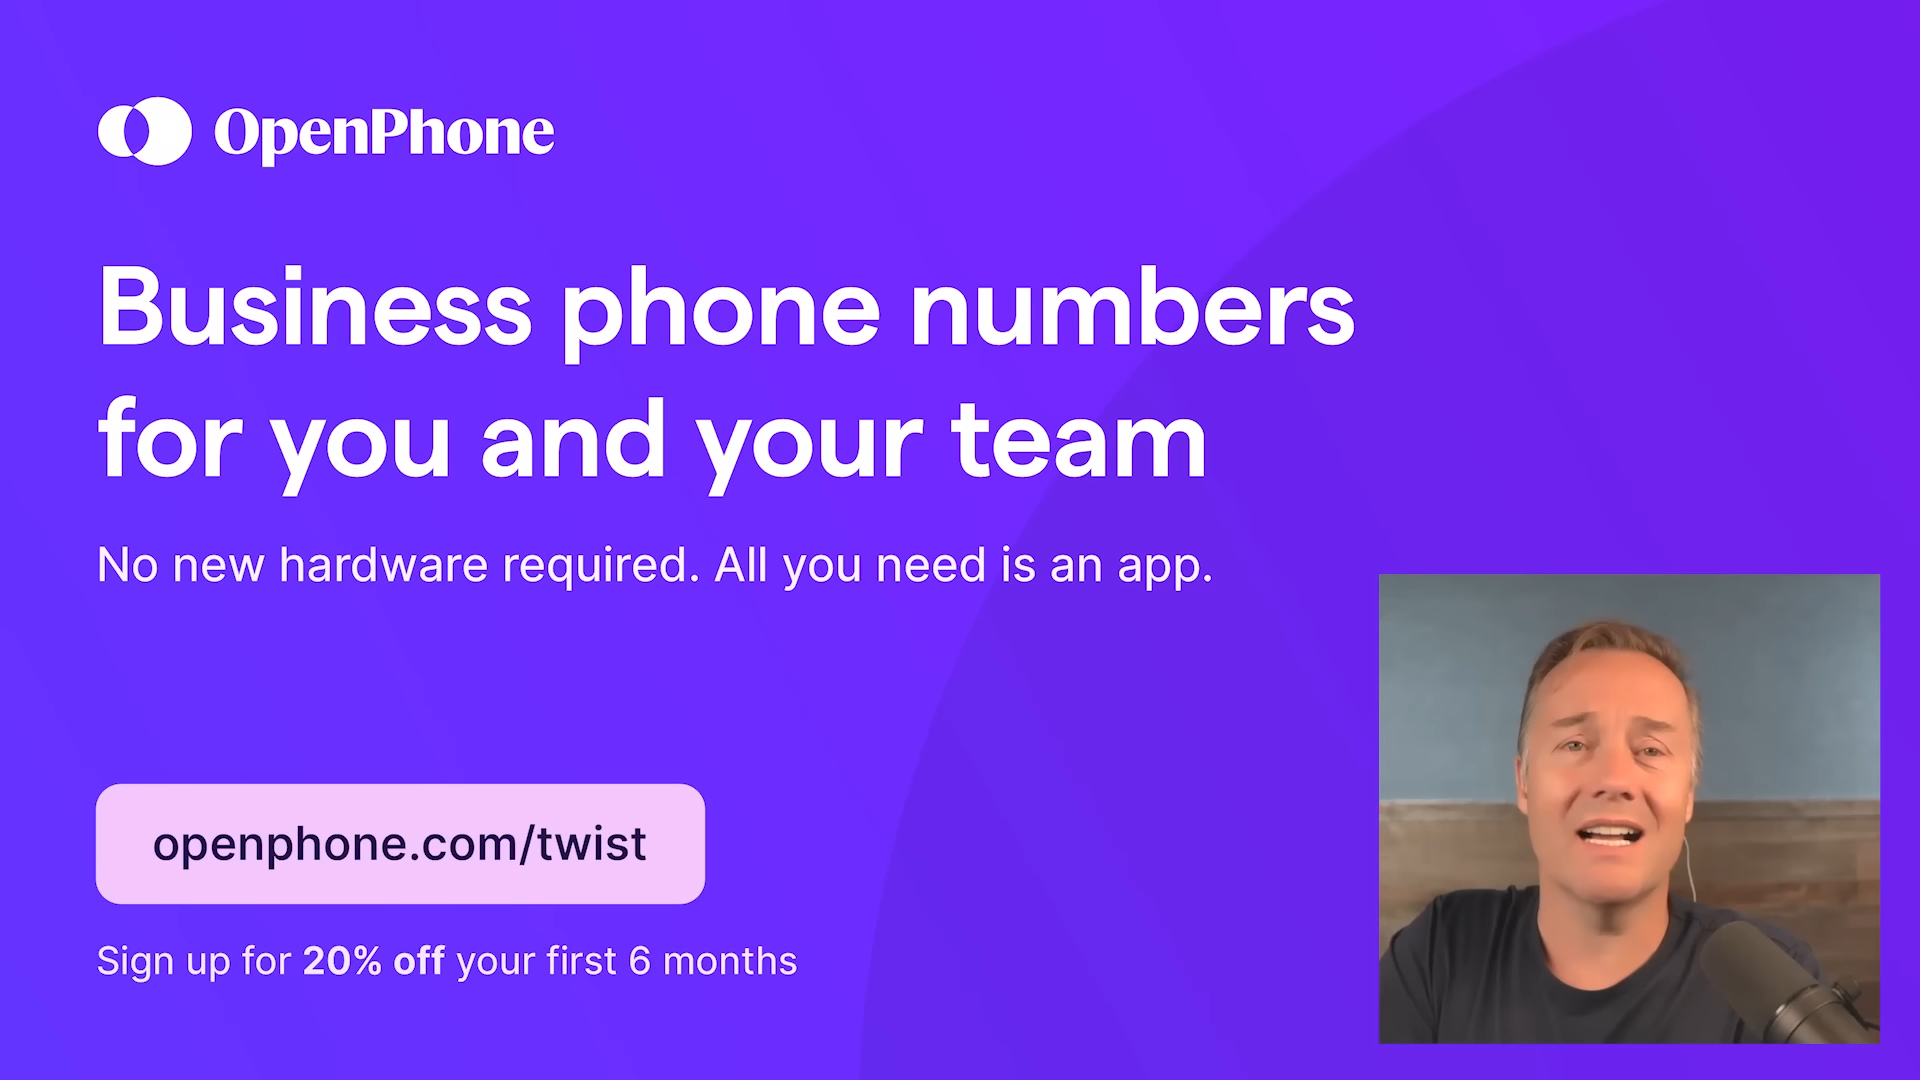 OpenPhone
Business phone numbers
for you and your team
No new hardware required. All you need is an app.
openphone.com/twist
Sign up for 20% off your first 6 months